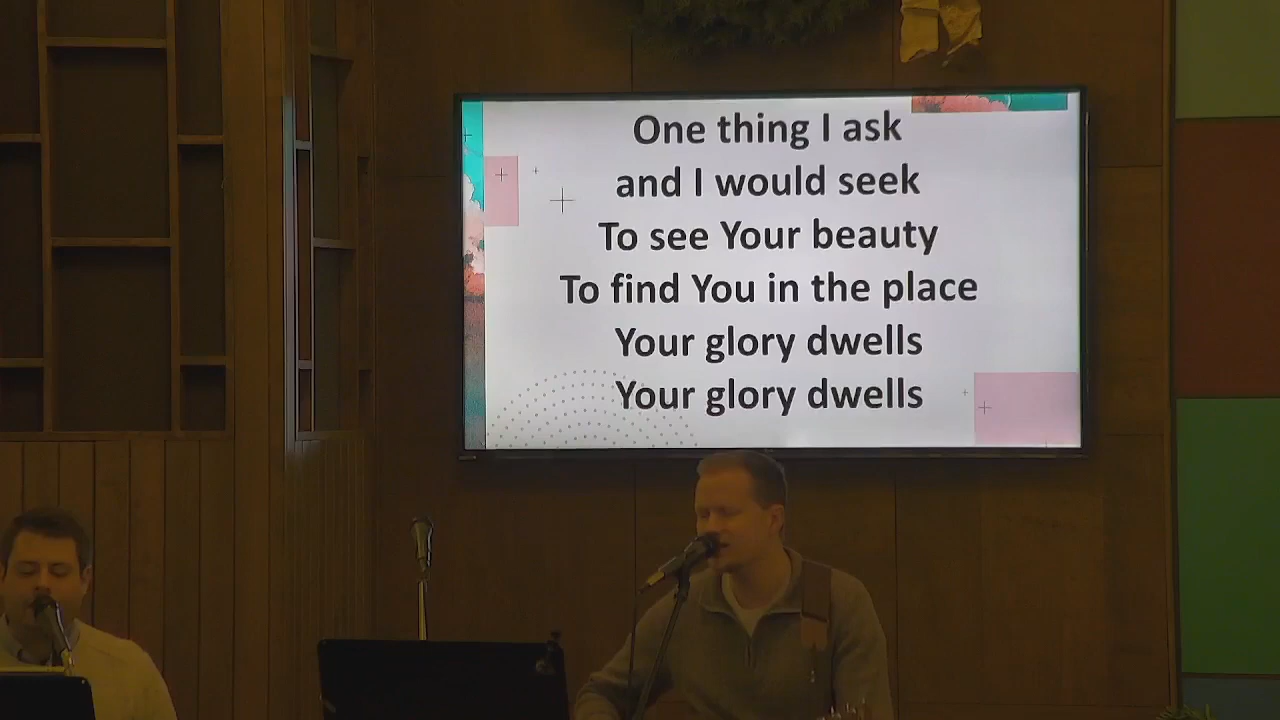 One thing I ask
and I would seek
To see Your beauty
To find You in the place
Your glory dwells
Your glory dwells